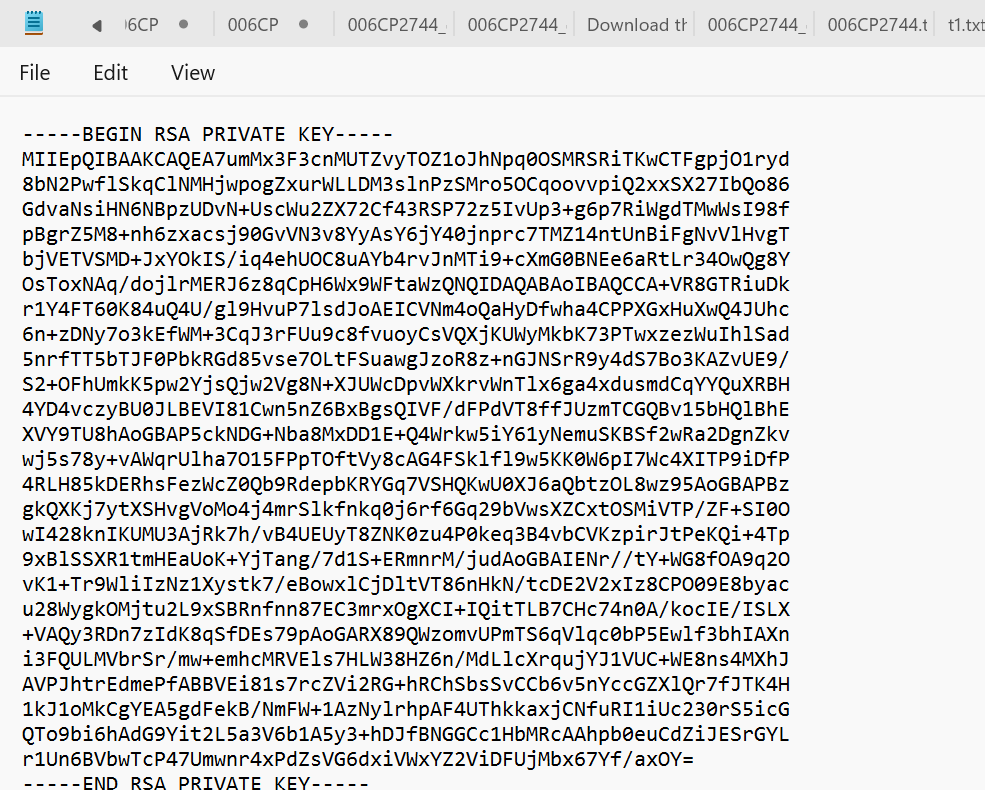 06CP
006CP
006CP2744_
006CP2744_
Download th
006CP2744_
006CP2744.t
t1.txt
File
Edit
View
-----BEGIN RSA PRIVATE KEY-----
MIIEpQIBAAKCAQEA7umMx3F3cnMUTZvyTOZ1oJhNpq0OSMRSRiTKwCTFgpjO1ryd
8bN2PwflSkqClNMHjwpogZxurWLLDM3slnPzSMro5OCqoovvpiQ2xxSX27IbQo86
GdvaNsiHN6NBpzUDvN+UscWu2ZX72Cf43RSP72z5IvUp3+g6p7RiWgdTMwWsI98f
pBgrZ5M8+nh6zxacsj90GvVN3v8YyAsY6jY40jnprc7TMZ14ntUnBiFgNvVlHvgT
bjVETVSMD+JxYOkIS/iq4ehUOC8uAYb4rvJnMTi9+cXmG0BNEe6aRtLr34OwQg8Y
OsToxNAq/dojlrMERJ6z8qCpH6Wx9WFtaWzQNQIDAQABAoIBAQCCA+VR8GTRiuDk
r1Y4FT60K84uQ4U/gl9HvuP7lsdJoAEICVNm4oQaHyDfwha4CPPXGxHuXwQ4JUhc
6n+zDNy7o3kEfWM+3CqJ3rFUu9c8fvuoyCsVQXjKUWyMkbK73PTwxzezWuIhlSad
5nrfTT5bTJF0PbkRGd85vse7OLtFSuawgJzoR8z+nGJNSrR9y4dS7Bo3KAZvUE9/
S2+OFhUmkK5pw2YjsQjw2Vg8N+XJUWcDpvWXkrvWnTlx6ga4xdusmdCqYYQuXRBH
4YD4vczyBU0JLBEVI81Cwn5nZ6BxBgsQIVF/dFPdVT8ffJUzmTCGQBv15bHQlBhE
XVY9TU8hAoGBAP5ckNDG+Nba8MxDD1E+Q4Wrkw5iY61yNemuSKBSf2wRa2DgnZkv
wj5s78y+vAWqrUlha7O15FPpTOftVy8cAG4FSklfl9w5KK0W6pI7Wc4XITP9iDfP
4RLH85kDERhsFezWcZ0Qb9RdepbKRYGq7VSHQKwU0XJ6aQbtzOL8wz95AoGBAPBz
gkQXKj7ytXSHvgVoMo4j4mrSlkfnkq0j6rf6Gq29bVwsXZCxtOSMiVTP/ZF+SI0O
wI428knIKUMU3AjRk7h/vB4UEUyT8ZNK0zu4P0keq3B4vbCVKzpirJtPeKQi+4Tp
9xBlSSXR1tmHEaUoK+YjTang/7d1S+ERmnrM/judAoGBAIENr//tY+WG8fOA9q2O
vK1+Tr9WliIzNz1Xystk7/eBowxlCjDltVT86nHkN/tcDE2V2xIz8CPO09E8byac
u28WygkOMjtu2L9xSBRnfnn87EC3mrxOgXCI+IQitTLB7CHc74n0A/kocIE/ISLX
+VAQy3RDn7zIdK8qSfDEs79pAoGARX89QWzomvUPmTS6qVlqc0bP5Ewlf3bhIAXn
i3FQULMVbrSr/mw+emhcMRVEls7HLW38HZ6n/MdLlcXrqujYJ1VUC+WE8ns4MXhJ
AVPJhtrEdmePfABBVEi81s7rcZVi2RG+hRChSbsSvCCb6v5nYccGZXlQr7fJTK4H
1kJ1oMkCgYEA5gdFekB/NmFW+1AzNylrhpAF4UThkkaxjCNfuRI1iUc230rS5icG
QTo9bi6hAdG9Yit2L5a3V6b1A5y3+hDJfBNGGCc1HbMRcAAhpb0euCdZiJESrGYL
r1Un6BVbwTcP47Umwnr4xPdZsVG6dxiVWxYZ2ViDFUjMbx67Yf/axOY=
-----END RSA PRIVATE KEY-----